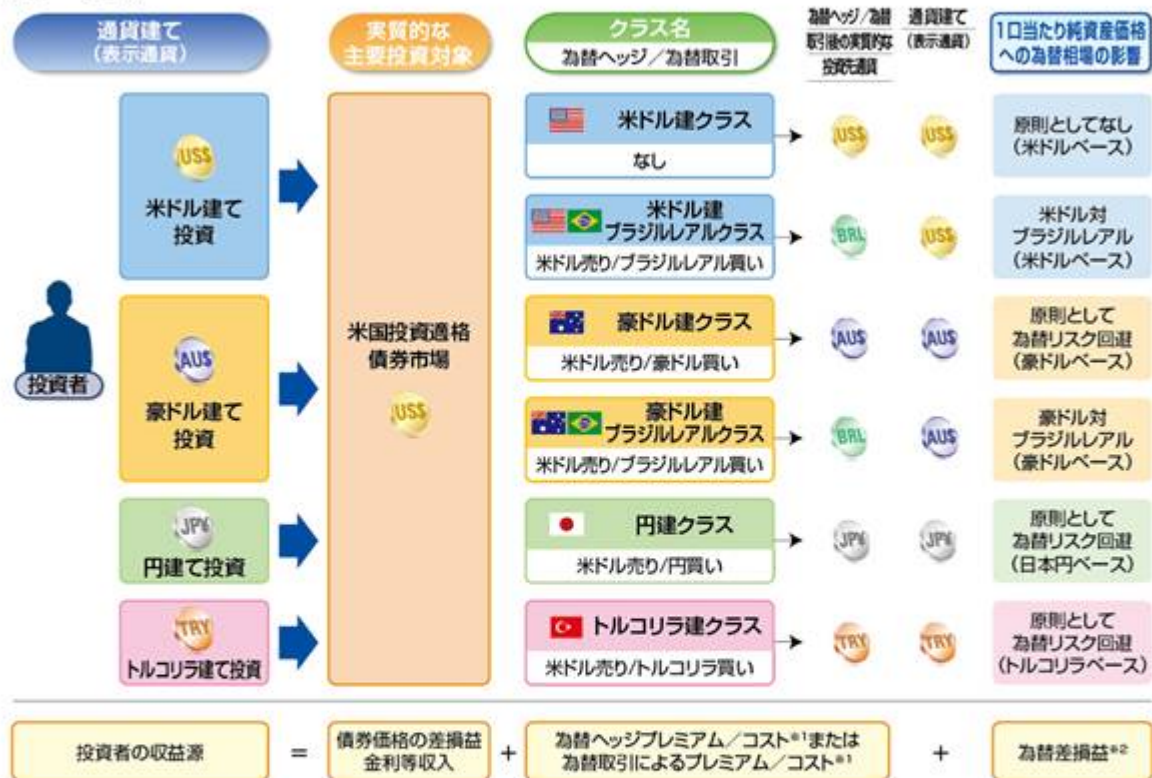 通貨建て
(表示通貨)
実質的な
主要投資対象
クラス名
為替ヘッジ／為替取引
為替ヘッジ/為替
取引後の実質的な
投資先通貨
通貨建て
(表示通貨)
1口当たり純資産価格
への為替相場の影響
投資者
US$
米ドル建て
投資
AU$
豪ドル建て
投資
JP¥
円建て投資
TRY
トルコリラ建て投資
米国投資適格
債券市場
US$
米ドル建クラス
なし
US$
US$
原則としてなし
(米ドルベース)
米ドル建
ブラジルレアルクラス
米ドル売り/ブラジルレアル買い
BRL
US$
米ドル対
ブラジルレアル
(米ドルベース)
豪ドル建クラス
米ドル売り/豪ドル買い
AU$
AU$
原則として
為替リスク回避
(豪ドルベース)
豪ドル建
ブラジルレアルクラス
米ドル売り/ブラジルレアル買い
BRL
AU$
豪ドル対
ブラジルレアル
(豪ドルベース)
円建クラス
米ドル売り/円買い
JP¥
JP¥
原則として
為替リスク回避
(日本円ベース)
トルコリラ建クラス
米ドル売り/トルコリラ買い
TRY
TRY
原則として
為替リスク回避
(トルコリラベース)
投資者の収益源
=
債券価格の差損益
金利等収入
+
為替ヘッジプレミアム／コスト※1または
為替取引によるプレミアム／コスト※1
+
為替差損益※2